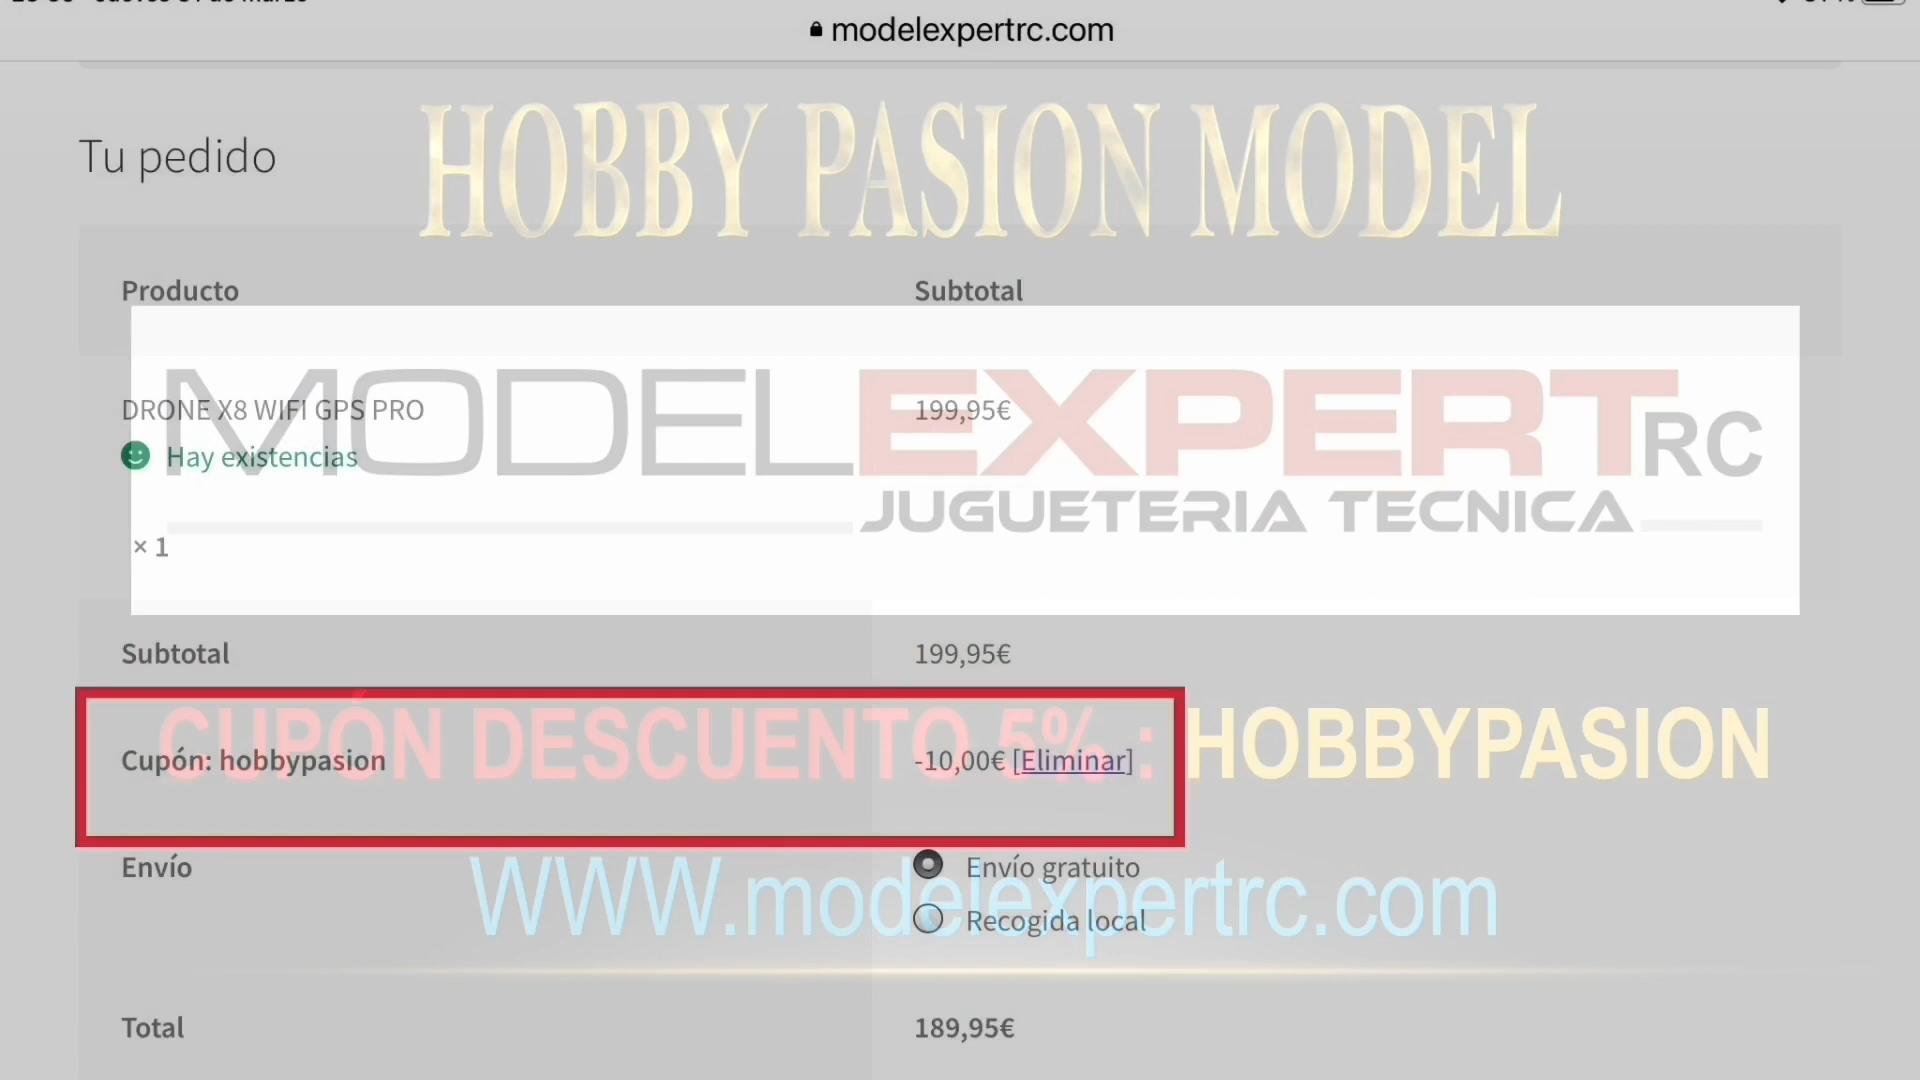 modelexpertrc.com
Tu pedido
HOBBY PASION MODEL
Producto
Subtotal
MODELEXPERTRC
JUGUETERIA TECNICA
DRONE X8 WIFI GPS PRO
199,95€
Hay existencias
× 1
Subtotal
199,95€
CUPÓN DESCUENTO 5% : HOBBYPASION
Cupón: hobbypasion
-10,00€ [Eliminar]
Envío
Envío gratuito
Recogida local
WWW.modelexpertrc.com
Total
189,95€